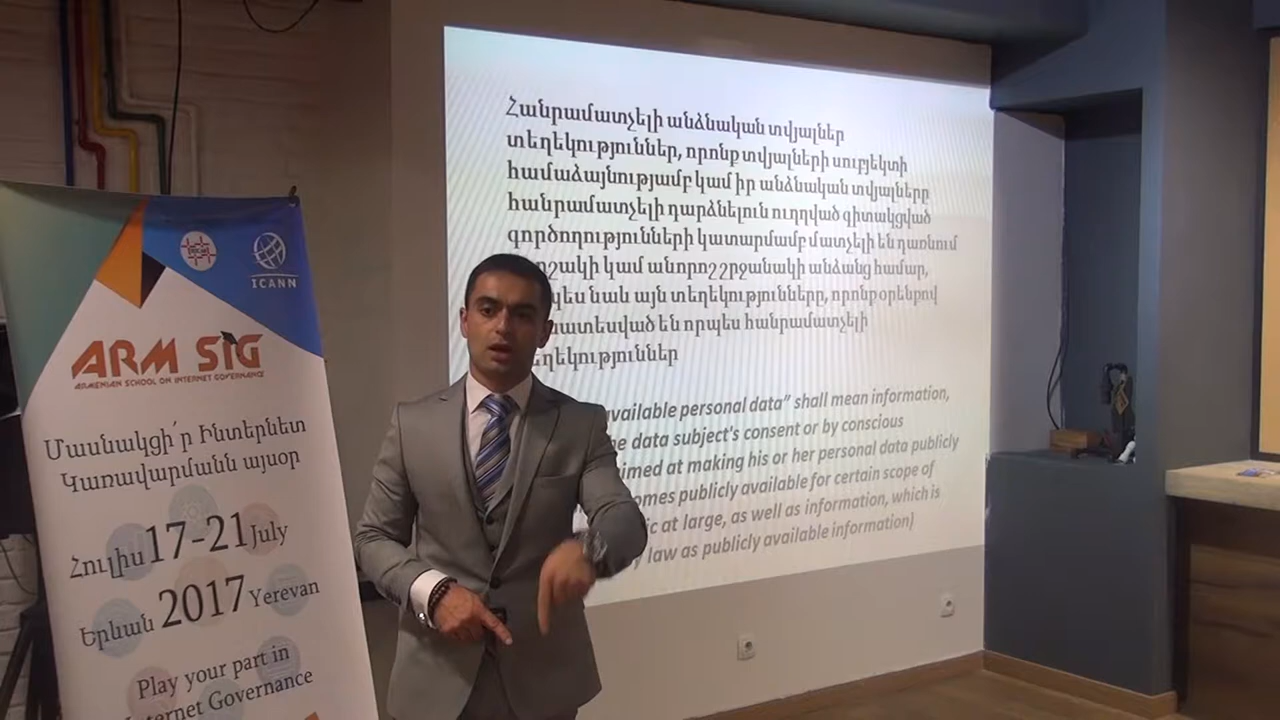 ICANN
ARM SIG
ARMENIAN SCHOOL ON INTERNET GOVERNANCE
Մասնակցի՛ր Ինտերնետ
Կառավարմանն այսօր
Հուլիս 17-21 July
Երևան 2017 Yerevan
Play your part in
Internet Governance
Հանրամատչելի անձնական տվյալներ
տեղեկություններ, որոնք տվյալների սուբյեկտի
համաձայնությամբ կամ իր անձնական տվյալները
հանրամատչելի դարձնելուն ուղղված գիտակցված
գործողությունների կատարմամբ մատչելի են դառնում
կամ անորոշ շրջանակի անձանց համար,
նաև այն տեղեկությունները, որոնք օրենքով
են որպես հանրամատչելի
տեղեկություններ
available personal data” shall mean information,
data subject's consent or by conscious
aimed at making his or her personal data publicly
publicly available for certain scope of
at large, as well as information, which is
law as publicly available information)